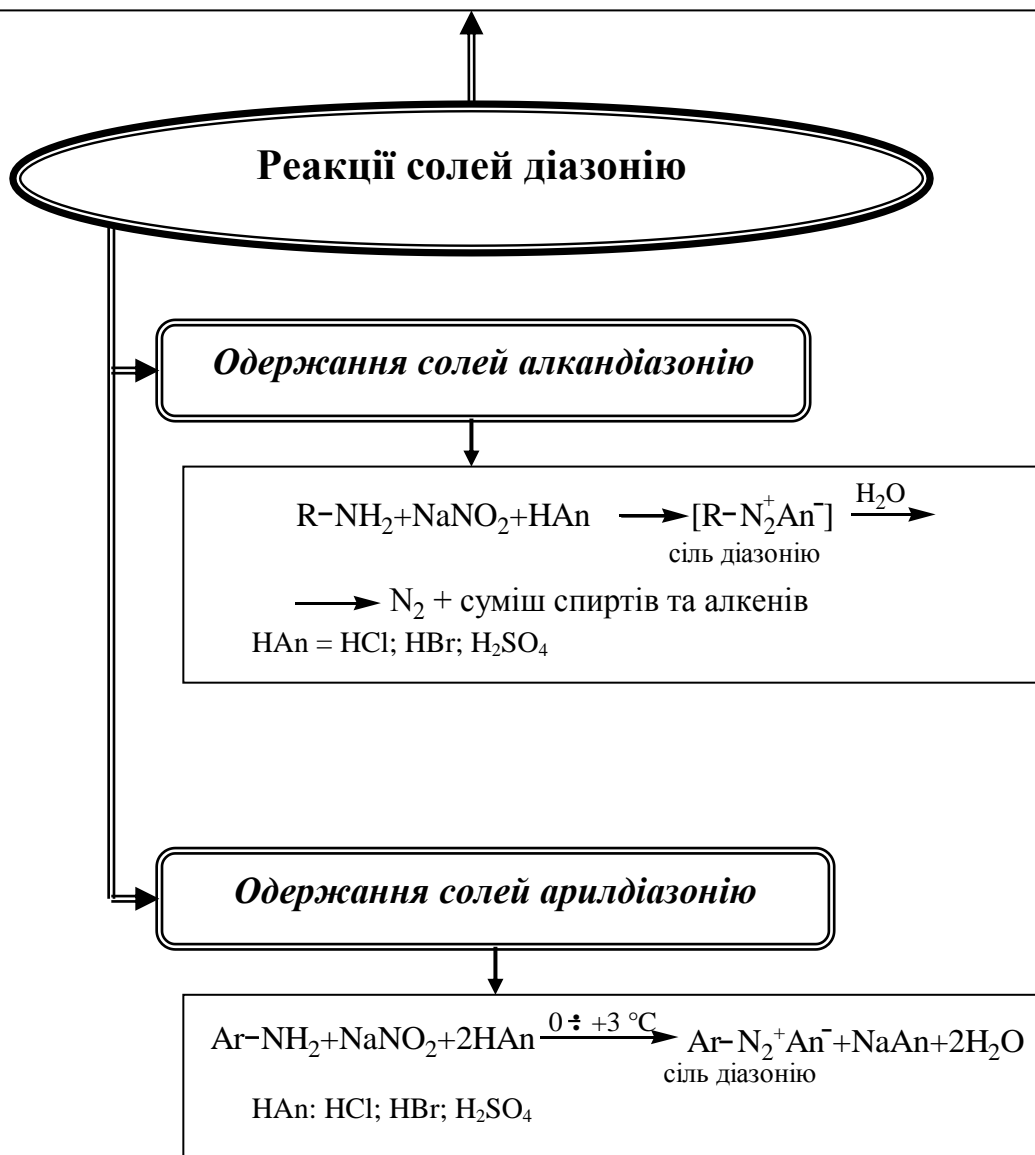 Реакції солей діазонію
Одержання солей алкандіазонію
R–NH₂+NaNO₂+HAn ⟶ [R–N₂⁺An⁻] H₂O ⟶
сіль діазонію
⟶ N₂ + суміш спиртів та алкенів
HAn = HCl; HBr; H₂SO₄
Одержання солей арилдіазонію
Ar–NH₂+NaNO₂+2HAn 0 ÷ +3 °C ⟶ Ar–N₂⁺An⁻+NaAn+2H₂O
сіль діазонію
HAn: HCl; HBr; H₂SO₄